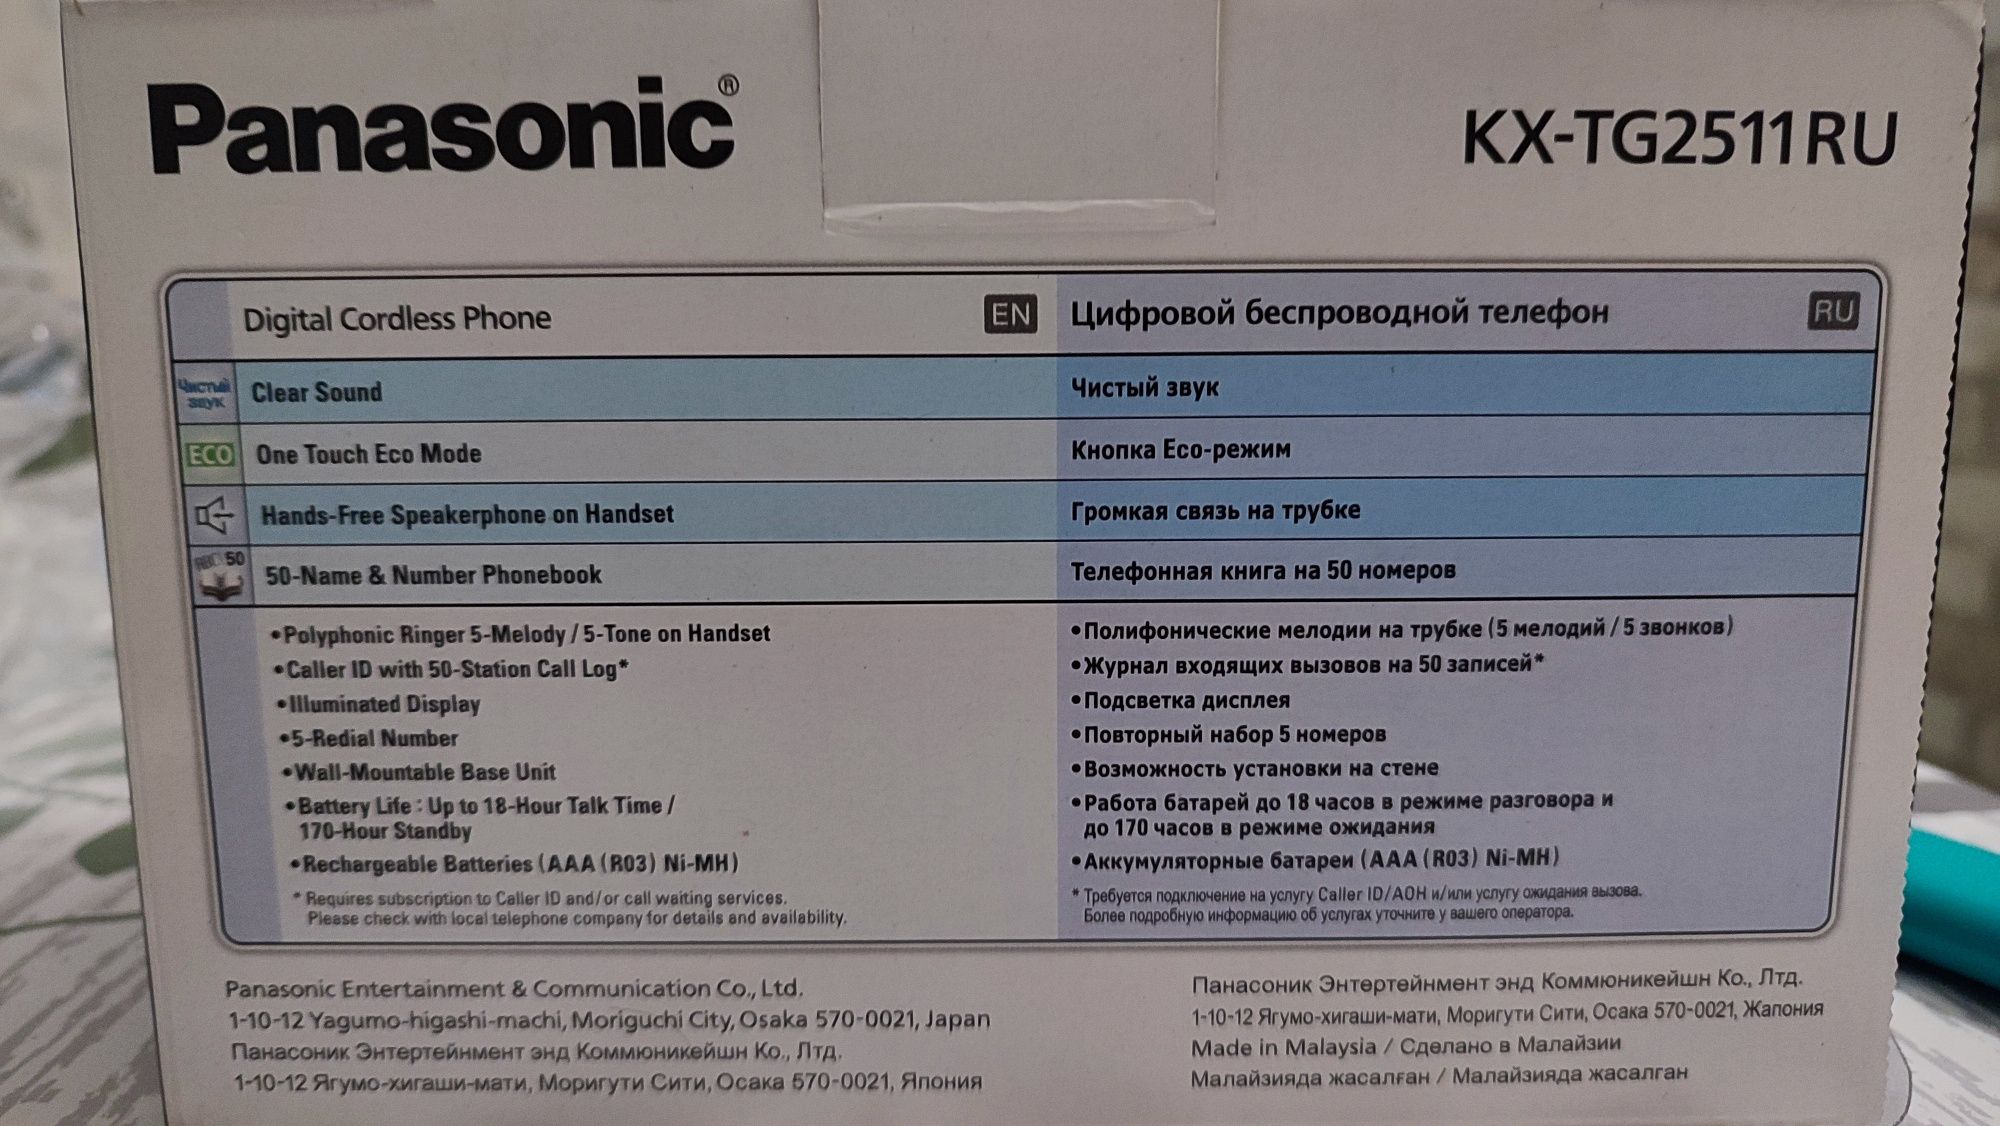 Panasonic®
KX-TG2511RU
Digital Cordless Phone
EN
Цифровой беспроводной телефон
RU
Чистый
звук
Clear Sound
Чистый звук
ECO
One Touch Eco Mode
Кнопка Eco-режим
Hands-Free Speakerphone on Handset
Громкая связь на трубке
ABC 50
50-Name & Number Phonebook
Телефонная книга на 50 номеров
•Polyphonic Ringer 5-Melody / 5-Tone on Handset
•Caller ID with 50-Station Call Log*
•Illuminated Display
•5-Redial Number
•Wall-Mountable Base Unit
•Battery Life : Up to 18-Hour Talk Time /
170-Hour Standby
•Rechargeable Batteries (AAA (R03) Ni-MH)
* Requires subscription to Caller ID and/or call waiting services.
Please check with local telephone company for details and availability.
•Полифонические мелодии на трубке (5 мелодий / 5 звонков)
•Журнал входящих вызовов на 50 записей*
•Подсветка дисплея
•Повторный набор 5 номеров
•Возможность установки на стене
•Работа батарей до 18 часов в режиме разговора и
до 170 часов в режиме ожидания
•Аккумуляторные батареи (AAA (R03) Ni-MH)
* Требуется подключение на услугу Caller ID/АОН и/или услугу ожидания вызова.
Более подробную информацию об услугах уточните у вашего оператора.
Panasonic Entertainment & Communication Co., Ltd.
1-10-12 Yagumo-higashi-machi, Moriguchi City, Osaka 570-0021, Japan
Панасоник Энтертейнмент энд Коммюникейшн Ко., Лтд.
1-10-12 Ягумо-хигаши-мати, Моригути Сити, Осака 570-0021, Япония
Панасоник Энтертейнмент энд Коммюникейшн Ко., Лтд.
1-10-12 Ягумо-хигаши-мати, Моригути Сити, Осака 570-0021, Жапония
Made in Malaysia / Сделано в Малайзии
Малайзияда жасалған / Малайзияда жасалган